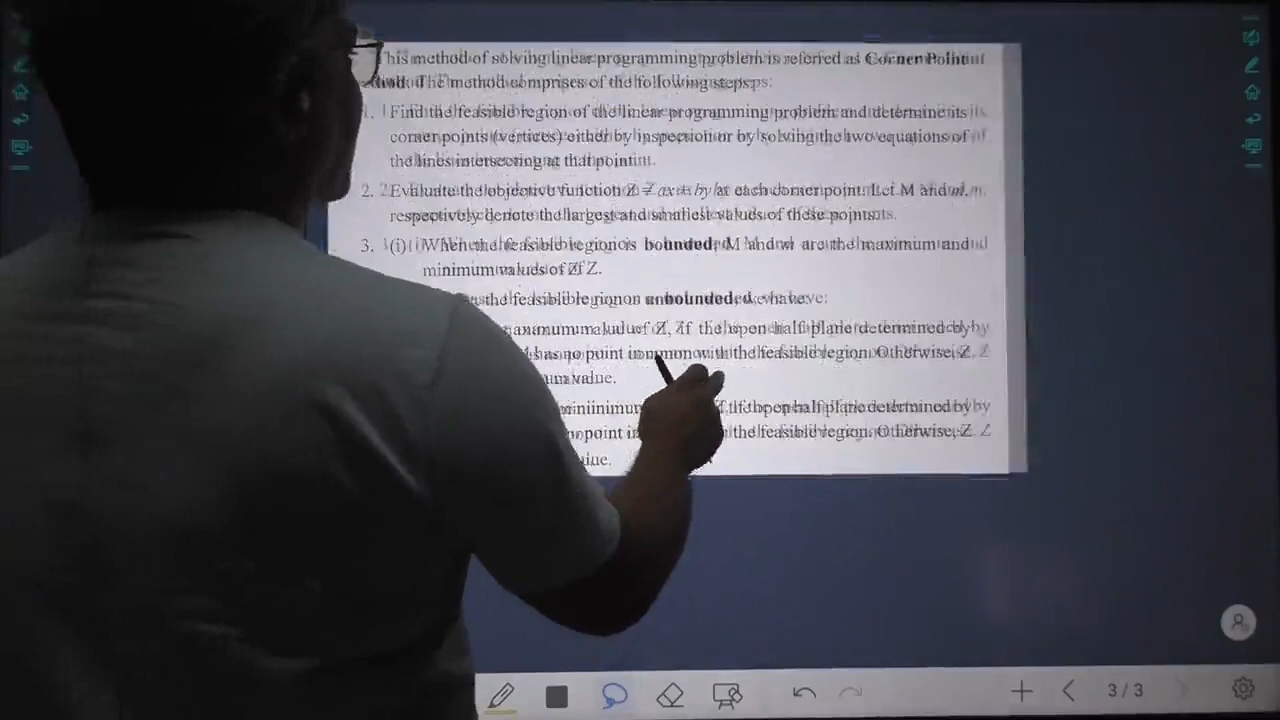 his method of solving linear programming problem is referred as Corner Point
The method comprises of the following steps:
1. Find the feasible region of the linear programming problem and determine its
corner points (vertices) either by inspection or by solving the two equations of
the lines intersecting at that point.
2. Evaluate the objective function Z = ax + by at each corner point. Let M and m,
respectively denote the largest and smallest values of these points.
3. (i) When the feasible region is bounded, M and m are the maximum and
minimum values of Z.
the feasible region unbounded, we have:
maximum value of Z, if the open half plane determined by
has no point in common with the feasible region. Otherwise, Z
value.
if the open half plane determined by
point in the feasible region. Otherwise, Z
3 / 3